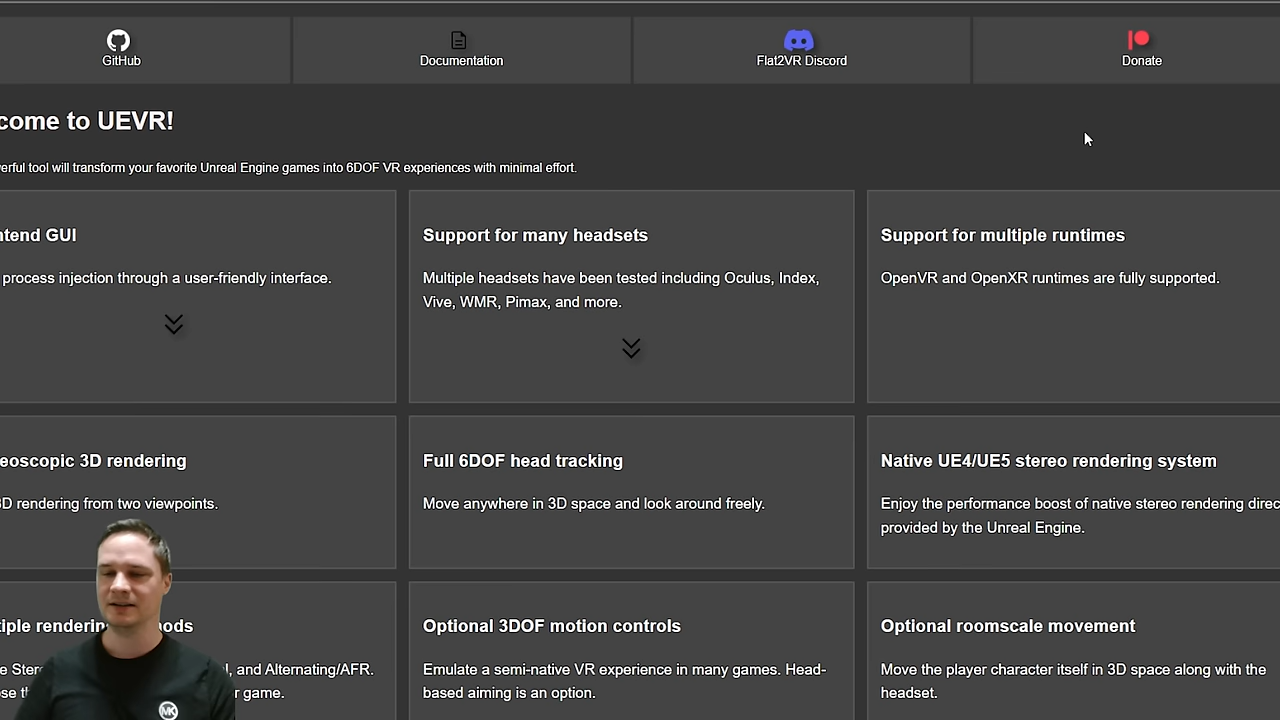 GitHub
Documentation
Flat2VR Discord
Donate
come to UEVR!
erful tool will transform your favorite Unreal Engine games into 6DOF VR experiences with minimal effort.
ntend GUI
process injection through a user-friendly interface.
Support for many headsets
Multiple headsets have been tested including Oculus, Index,
Vive, WMR, Pimax, and more.
Support for multiple runtimes
OpenVR and OpenXR runtimes are fully supported.
eoscopic 3D rendering
3D rendering from two viewpoints.
Full 6DOF head tracking
Move anywhere in 3D space and look around freely.
Native UE4/UE5 stereo rendering system
Enjoy the performance boost of native stereo rendering direc
provided by the Unreal Engine.
tiple renderin ods
e Ster l, and Alternating/AFR.
se th r game.
Optional 3DOF motion controls
Emulate a semi-native VR experience in many games. Head-
based aiming is an option.
Optional roomscale movement
Move the player character itself in 3D space along with the
headset.
MK